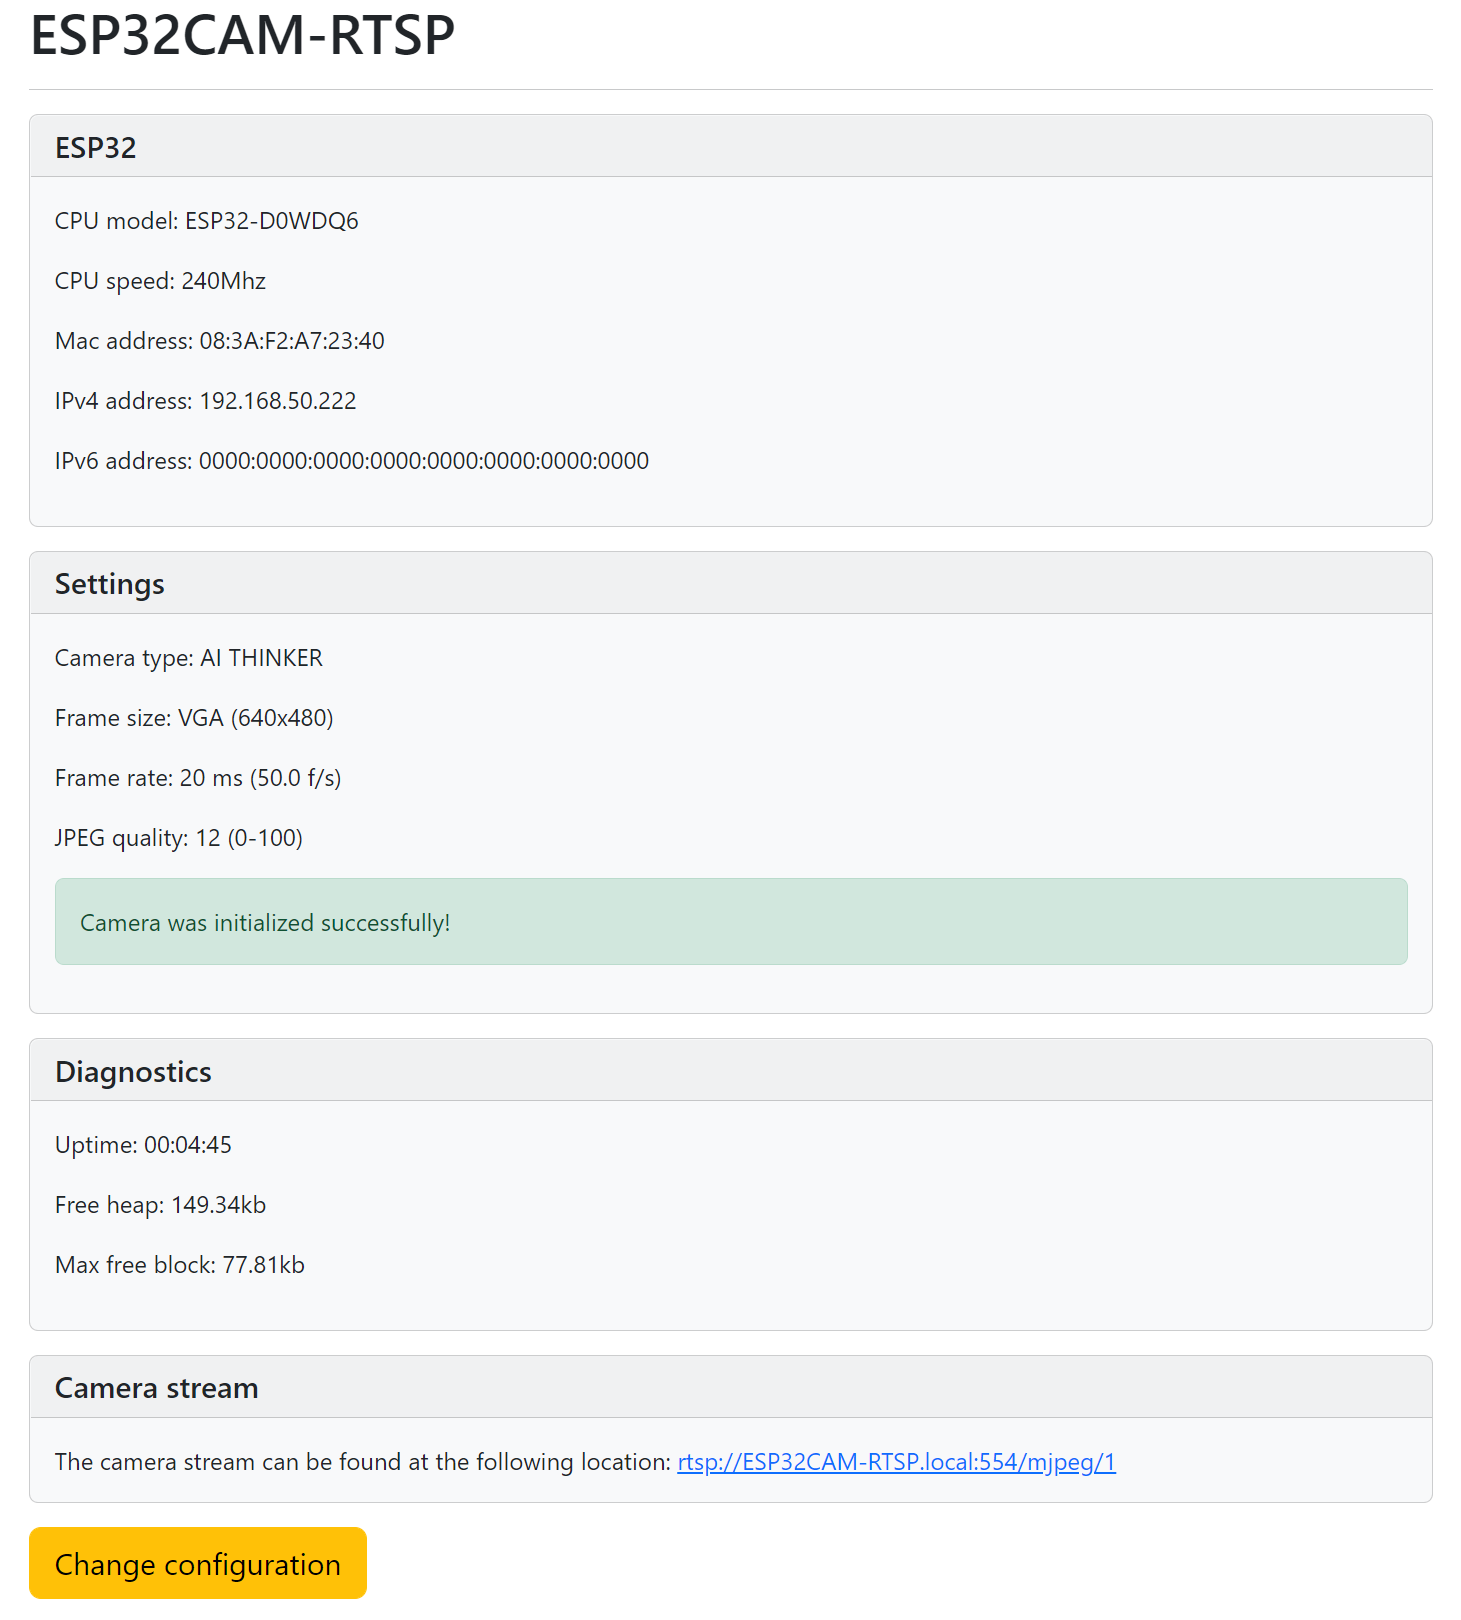 ESP32CAM-RTSP
ESP32
CPU model: ESP32-D0WDQ6
CPU speed: 240Mhz
Mac address: 08:3A:F2:A7:23:40
IPv4 address: 192.168.50.222
IPv6 address: 0000:0000:0000:0000:0000:0000:0000:0000
Settings
Camera type: AI THINKER
Frame size: VGA (640x480)
Frame rate: 20 ms (50.0 f/s)
JPEG quality: 12 (0-100)
Camera was initialized successfully!
Diagnostics
Uptime: 00:04:45
Free heap: 149.34kb
Max free block: 77.81kb
Camera stream
The camera stream can be found at the following location: rtsp://ESP32CAM-RTSP.local:554/mjpeg/1
Change configuration